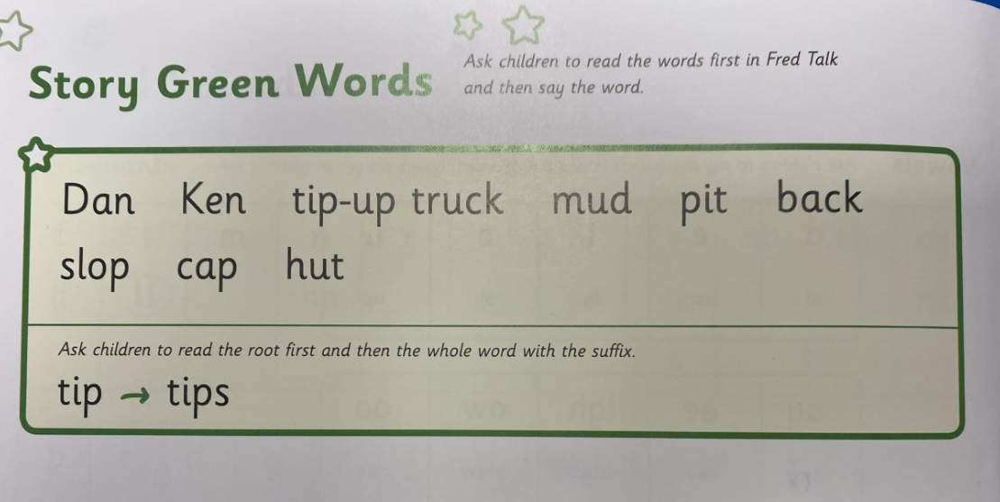 Story Green Words
Ask children to read the words first in Fred Talk
and then say the word.
Dan Ken tip-up truck mud pit back
slop cap hut
Ask children to read the root first and then the whole word with the suffix.
tip → tips